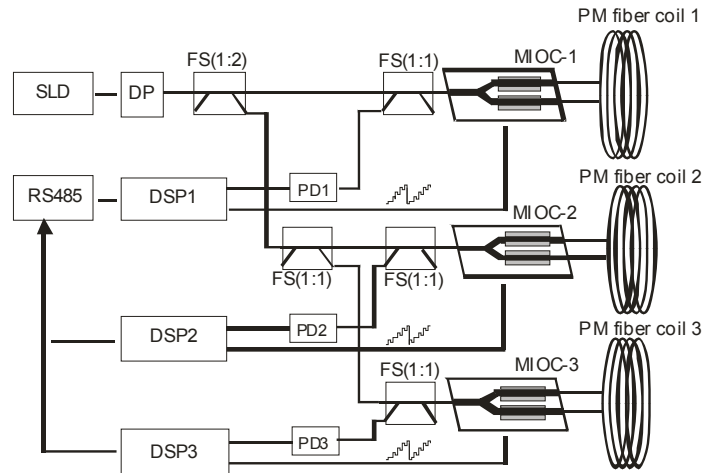 PM fiber coil 1
FS(1:2)
FS(1:1)
MIOC-1
SLD
DP
PM fiber coil 2
RS485
DSP1
PD1
MIOC-2
FS(1:1)
FS(1:1)
PM fiber coil 3
DSP2
PD2
FS(1:1)
MIOC-3
DSP3
PD3